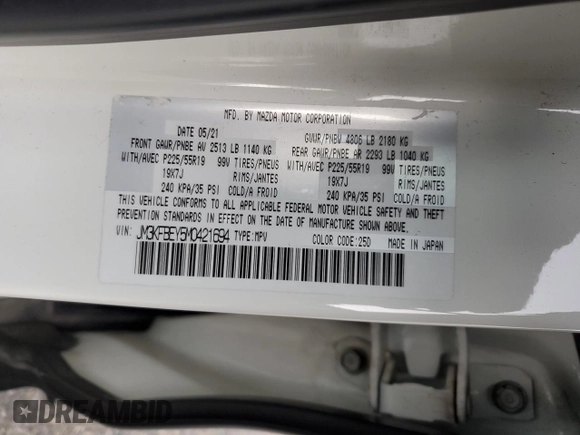 MFD. BY MAZDA MOTOR CORPORATION
DATE 05/21 GVWR/PNBV 4806 LB 2180 KG
FRONT GAWR/PNBE AV 2513 LB 1140 KG REAR GAWR/PNBE AR 2293 LB 1040 KG
WITH/AVEC P225/55R19 99V TIRES/PNEUS WITH/AVEC P225/55R19 99V TIRES/PNEUS
19X7J RIMS/JANTES 19X7J RIMS/JANTES
240 KPA/35 PSI COLD/A FROID 240 KPA/35 PSI COLD/A FROID
THIS VEHICLE CONFORMS TO ALL APPLICABLE FEDERAL MOTOR VEHICLE SAFETY AND THEFT
PREVENTION STANDARDS IN EFFECT ON THE DATE OF MANUFACTURE SHOWN ABOVE.
VIN: JM3KFBEY5M0421694 TYPE:MPV COLOR CODE:25D MADE IN JAPAN
DREAMBID